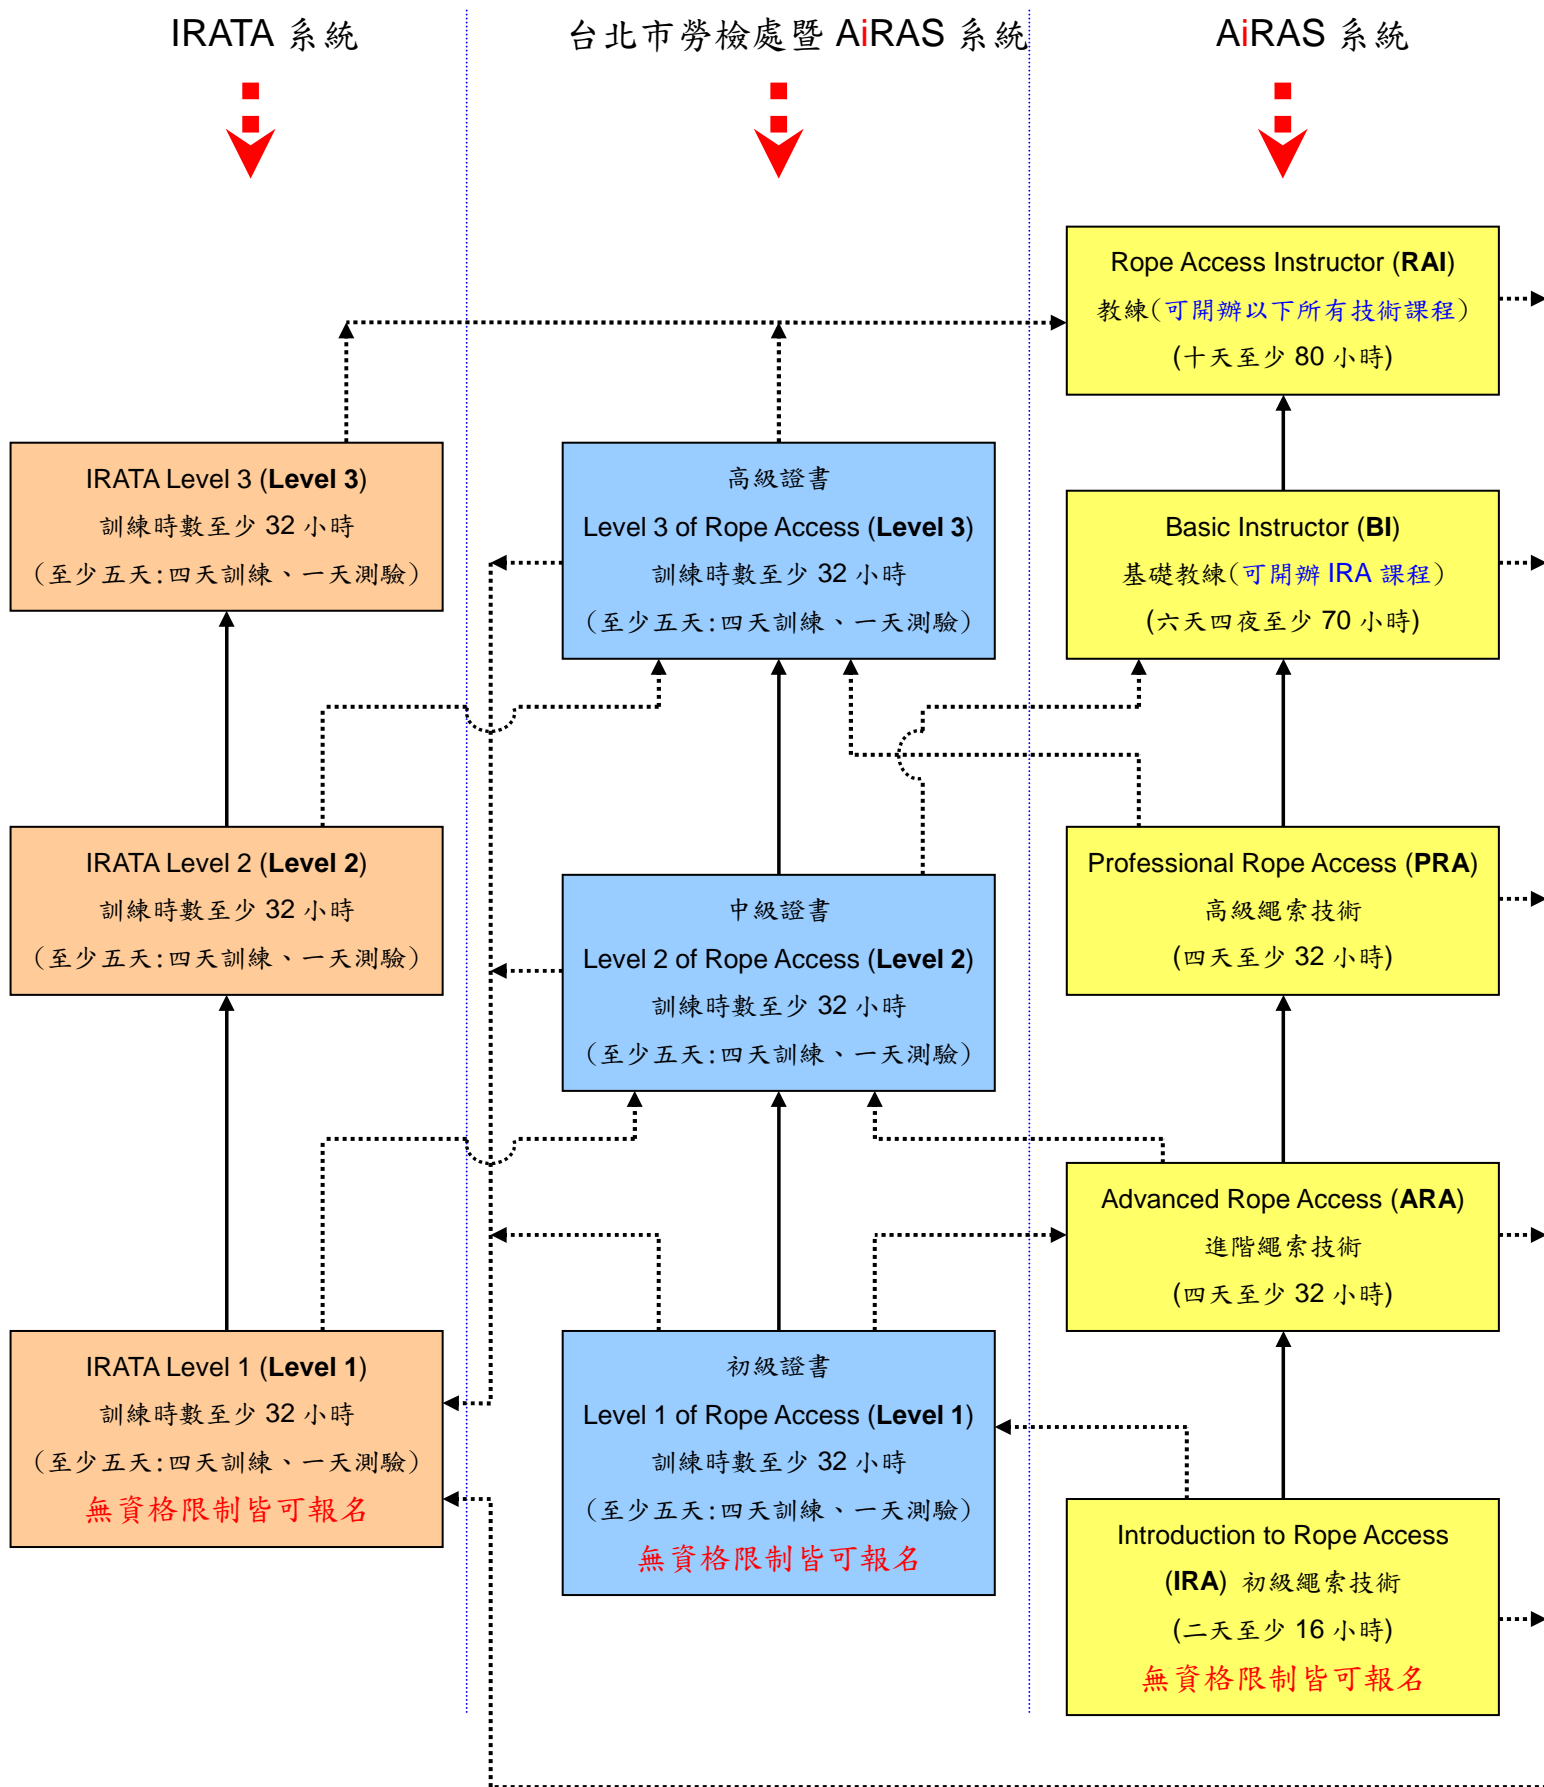 IRATA 系統
台北市勞檢處暨 AiRAS 系統
AiRAS 系統
IRATA Level 3 (Level 3)
訓練時數至少 32 小時
(至少五天:四天訓練、一天測驗)
IRATA Level 2 (Level 2)
訓練時數至少 32 小時
(至少五天:四天訓練、一天測驗)
IRATA Level 1 (Level 1)
訓練時數至少 32 小時
(至少五天:四天訓練、一天測驗)
無資格限制皆可報名
高級證書
Level 3 of Rope Access (Level 3)
訓練時數至少 32 小時
(至少五天:四天訓練、一天測驗)
中級證書
Level 2 of Rope Access (Level 2)
訓練時數至少 32 小時
(至少五天:四天訓練、一天測驗)
初級證書
Level 1 of Rope Access (Level 1)
訓練時數至少 32 小時
(至少五天:四天訓練、一天測驗)
無資格限制皆可報名
Rope Access Instructor (RAI)
教練(可開辦以下所有技術課程)
(十天至少 80 小時)
Basic Instructor (BI)
基礎教練(可開辦 IRA 課程)
(六天四夜至少 70 小時)
Professional Rope Access (PRA)
高級繩索技術
(四天至少 32 小時)
Advanced Rope Access (ARA)
進階繩索技術
(四天至少 32 小時)
Introduction to Rope Access
(IRA) 初級繩索技術
(二天至少 16 小時)
無資格限制皆可報名